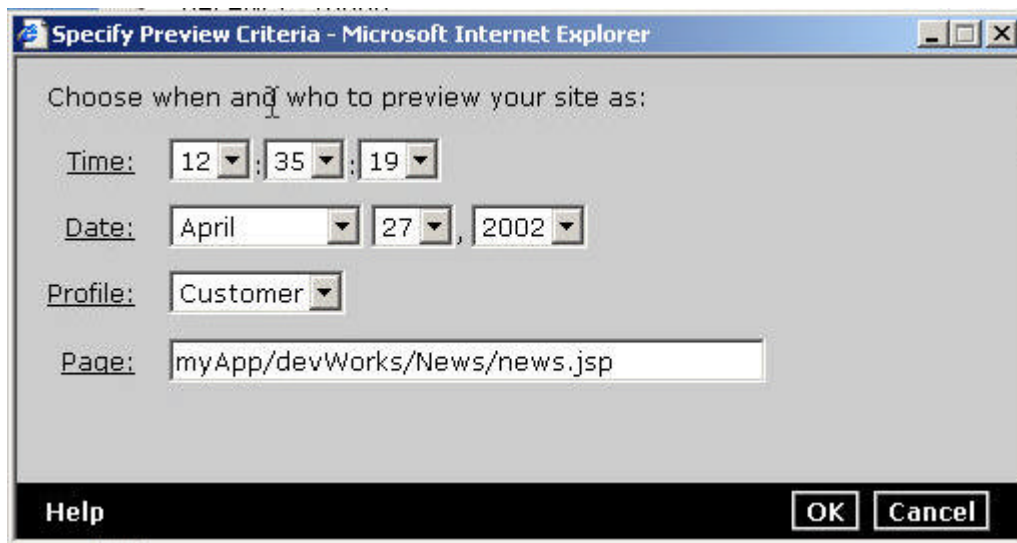 Specify Preview Criteria - Microsoft Internet Explorer
Choose when and who to preview your site as:
Time: 12 : 35 : 19
Date: April 27 , 2002
Profile: Customer
Page: myApp/devWorks/News/news.jsp
Help OK Cancel